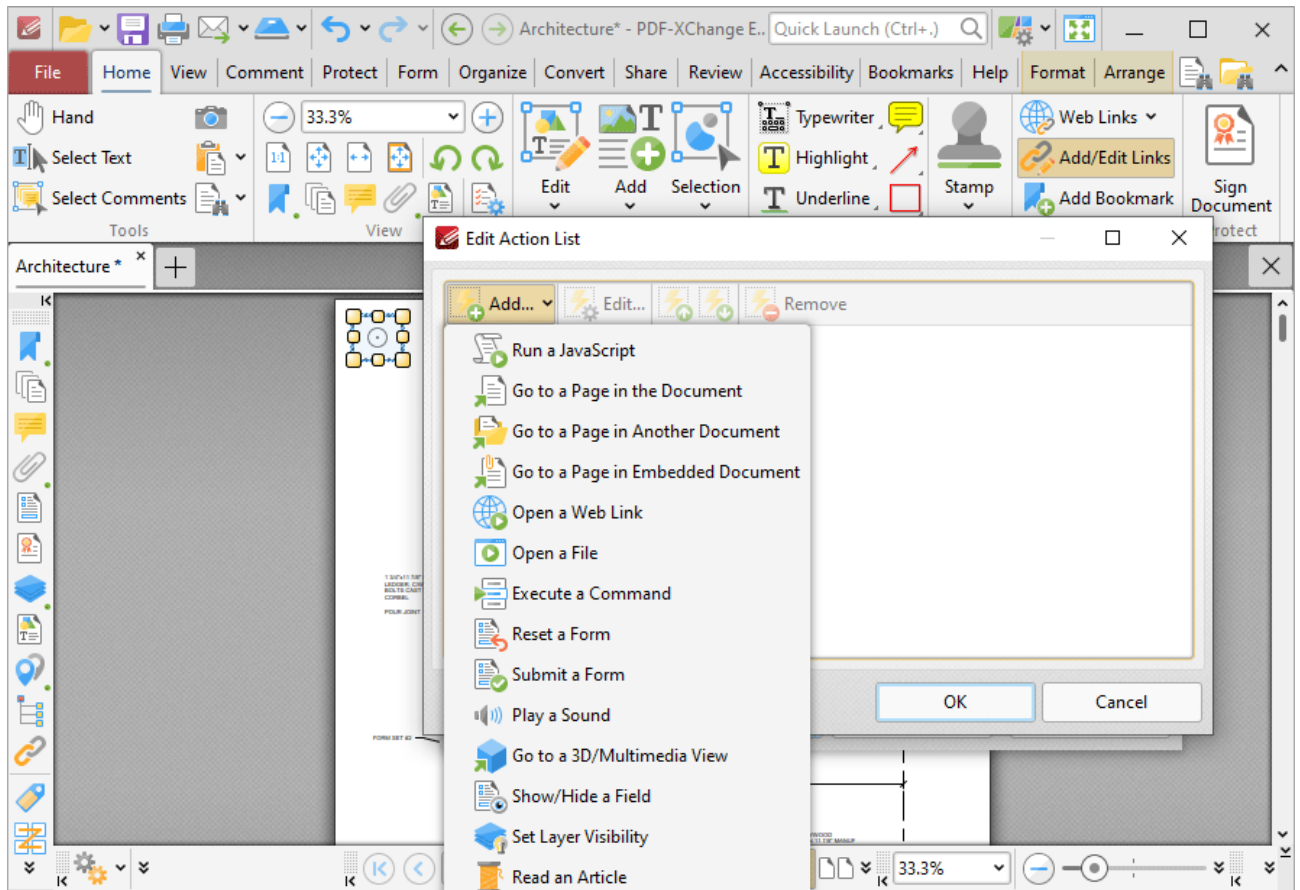 Architecture* - PDF-XChange E.. Quick Launch (Ctrl+.)
File Home View Comment Protect Form Organize Convert Share Review Accessibility Bookmarks Help Format Arrange
Hand 33.3% Typewriter Web Links
Select Text 1:1 Highlight Add/Edit Links
Select Comments Edit Add Selection Underline Stamp Add Bookmark Sign Document
Tools View rotect
Edit Action List
Architecture *
Add... Edit... Remove
Run a JavaScript
Go to a Page in the Document
Go to a Page in Another Document
Go to a Page in Embedded Document
Open a Web Link
Open a File
Execute a Command
Reset a Form
Submit a Form
OK Cancel
Play a Sound
FORM SET #2
Go to a 3D/Multimedia View
Show/Hide a Field
Set Layer Visibility
Read an Article
33.3%